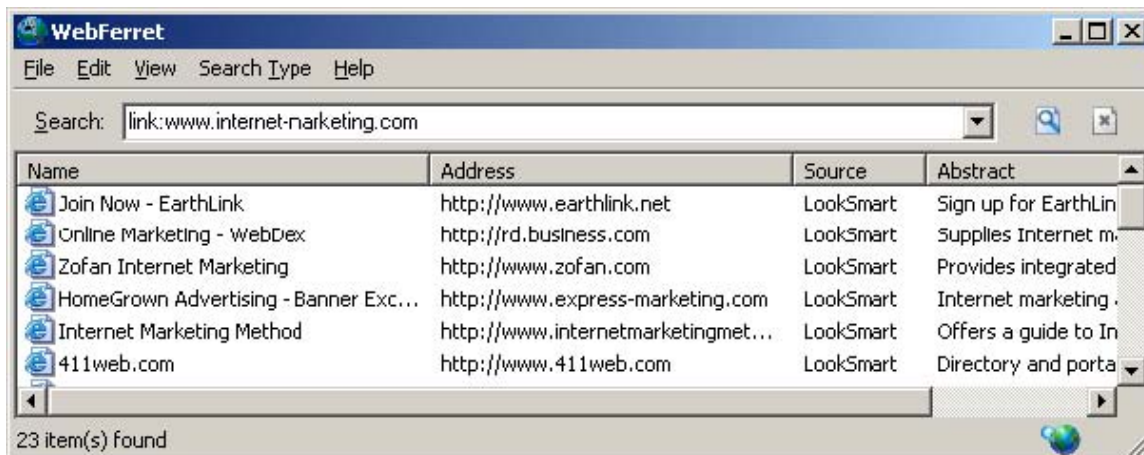 WebFerret
File Edit View Search Type Help
Search: link:www.internet-marketing.com
Name Address Source Abstract
Join Now - EarthLink http://www.earthlink.net LookSmart Sign up for EarthLin
Online Marketing - WebDex http://rd.business.com LookSmart Supplies Internet m
Zofan Internet Marketing http://www.zofan.com LookSmart Provides integrated
HomeGrown Advertising - Banner Exc... http://www.express-marketing.com LookSmart Internet marketing
Internet Marketing Method http://www.internetmarketingmet... LookSmart Offers a guide to In
411web.com http://www.411web.com LookSmart Directory and porta
23 item(s) found